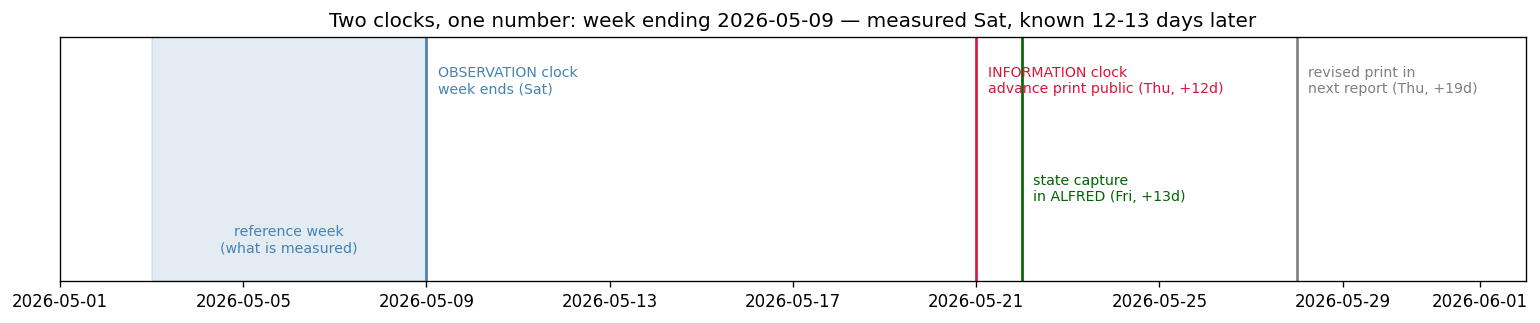 Two clocks, one number: week ending 2026-05-09 — measured Sat, known 12-13 days later
OBSERVATION clock
week ends (Sat)
INFORMATION clock
advance print public (Thu, +12d)
revised print in
next report (Thu, +19d)
state capture
in ALFRED (Fri, +13d)
reference week
(what is measured)
2026-05-01
2026-05-05
2026-05-09
2026-05-13
2026-05-17
2026-05-21
2026-05-25
2026-05-29
2026-06-01